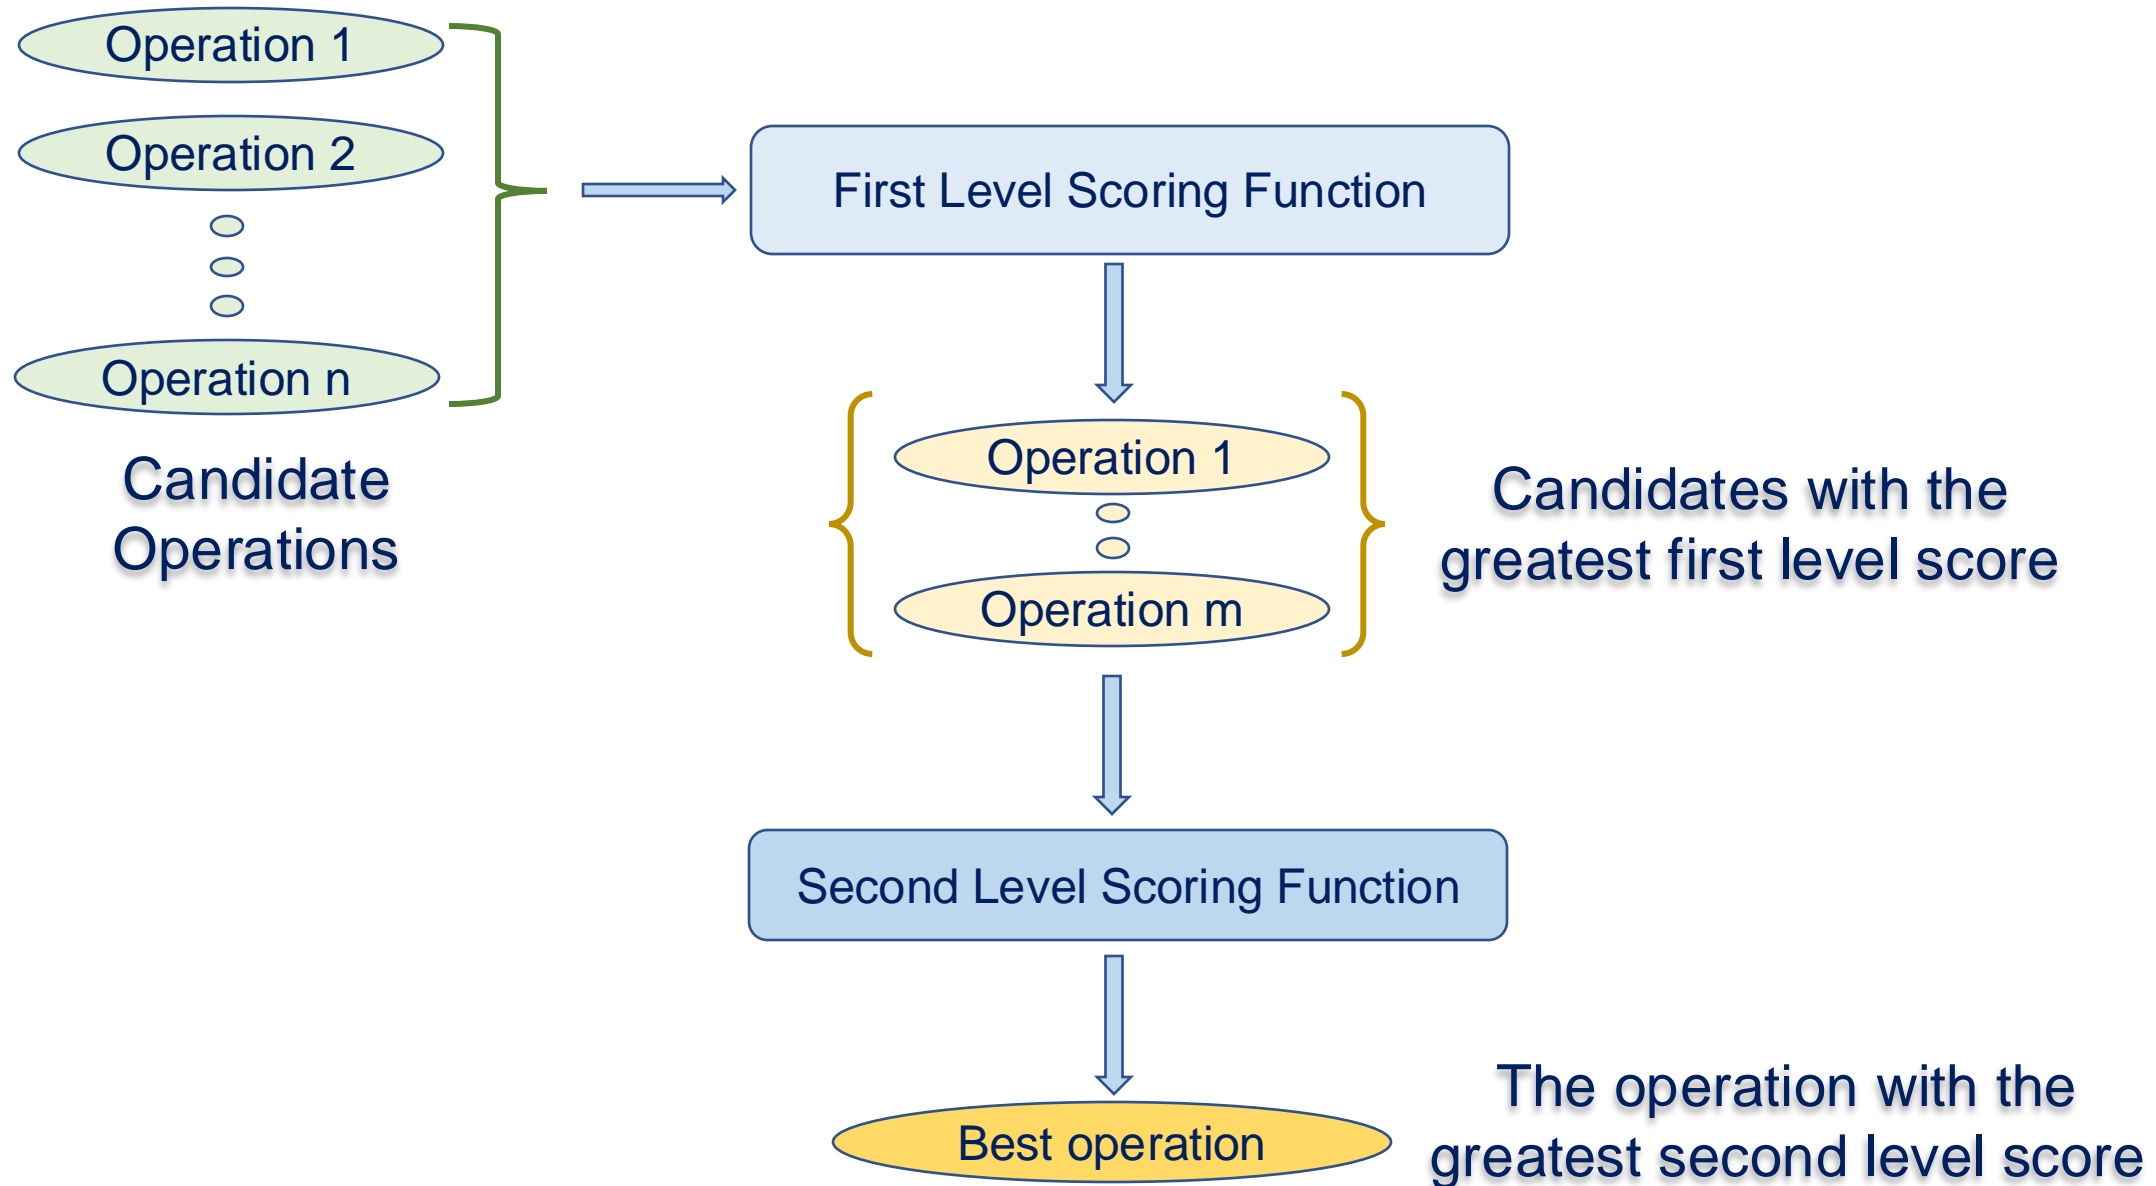 Operation 1
Operation 2
Operation n
Candidate
Operations
First Level Scoring Function
Operation 1
Operation m
Candidates with the
greatest first level score
Second Level Scoring Function
Best operation
The operation with the
greatest second level score